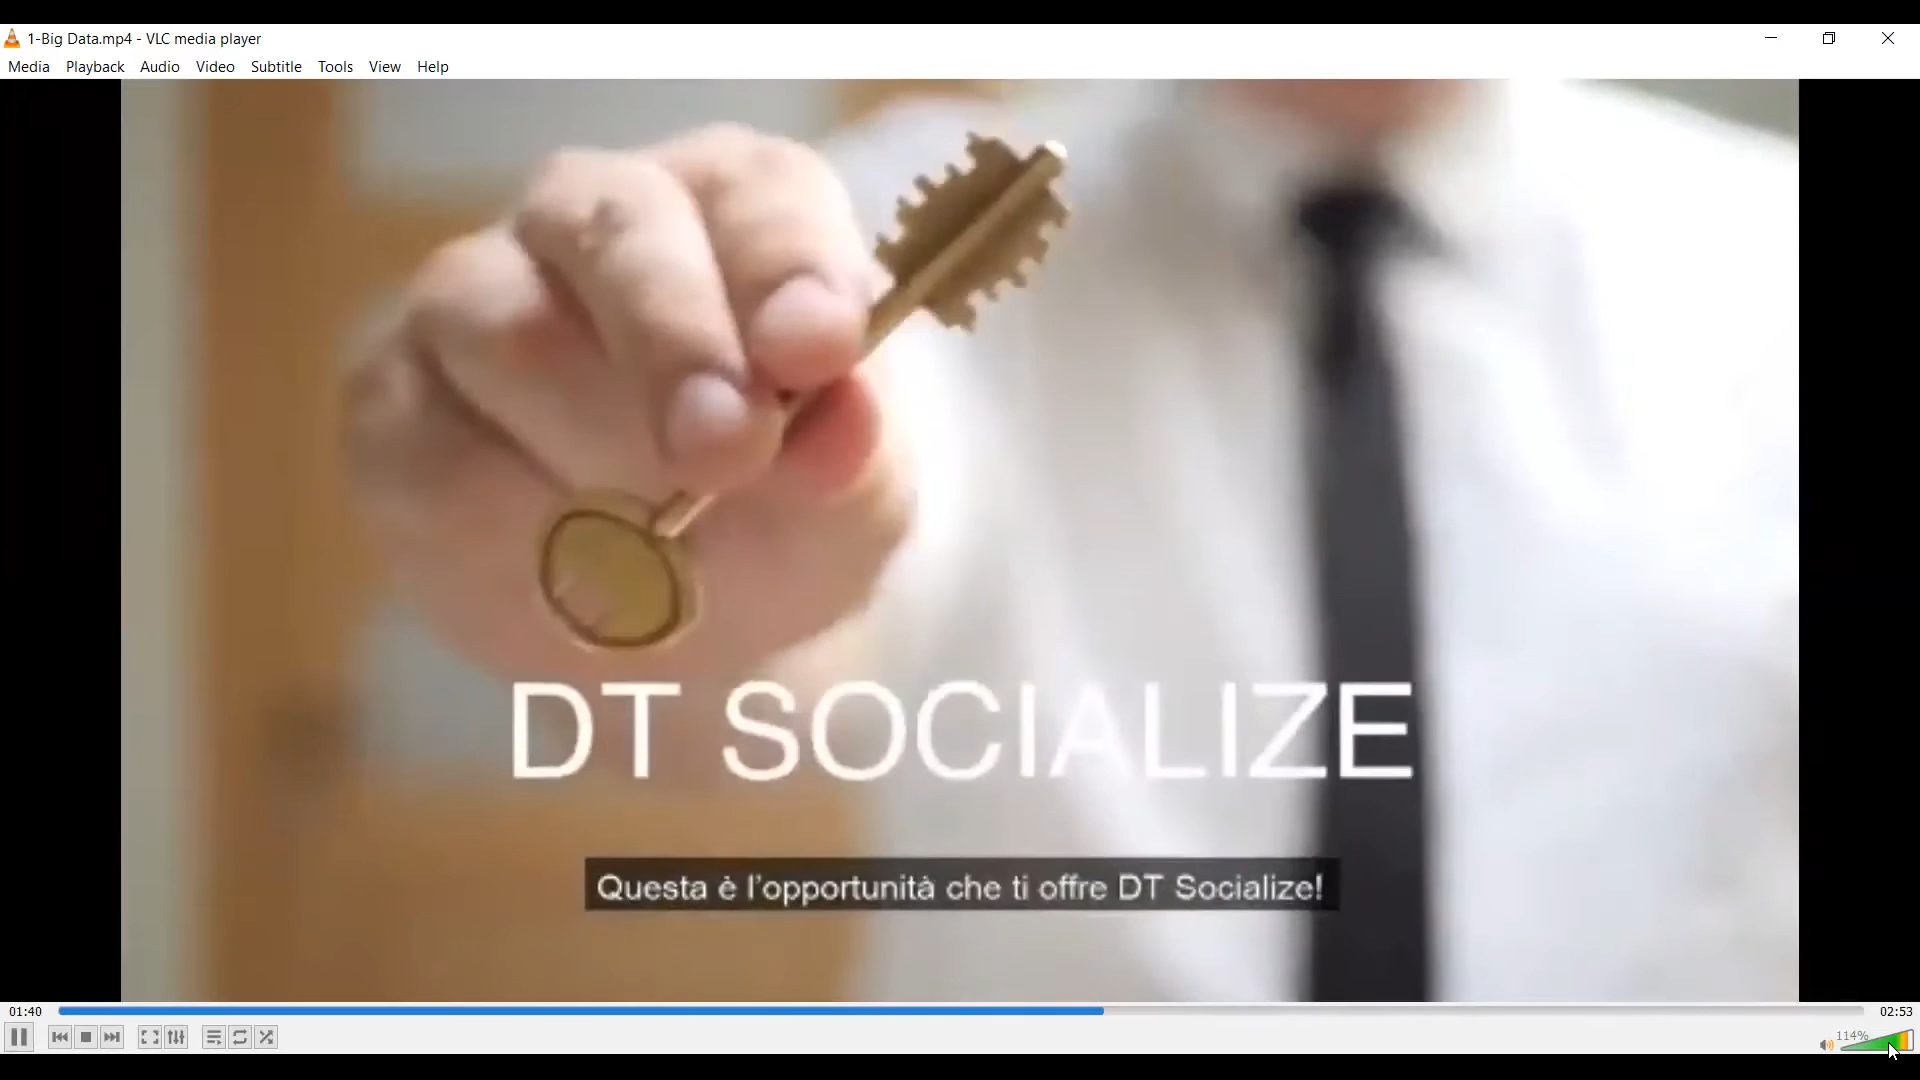 1-Big Data.mp4 - VLC media player
Media Playback Audio Video Subtitle Tools View Help
DT SOCIALIZE
Questa è l'opportunità che ti offre DT Socialize!
01:40 02:53
114%